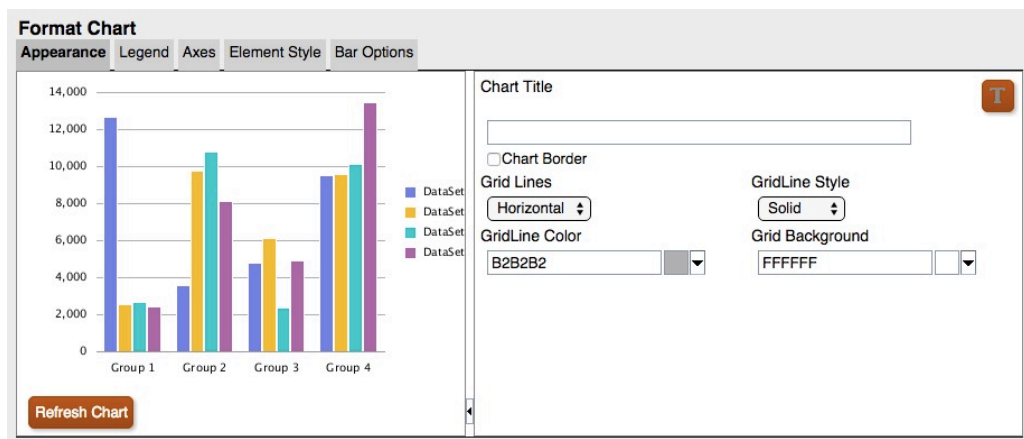 Format Chart
Appearance Legend Axes Element Style Bar Options
Chart Title
T
14,000
12,000
10,000
8,000
6,000
4,000
2,000
0
Group 1 Group 2 Group 3 Group 4
DataSet
DataSet
DataSet
DataSet
Refresh Chart
Chart Border
Grid Lines GridLine Style
Horizontal Solid
GridLine Color Grid Background
B2B2B2 FFFFFF